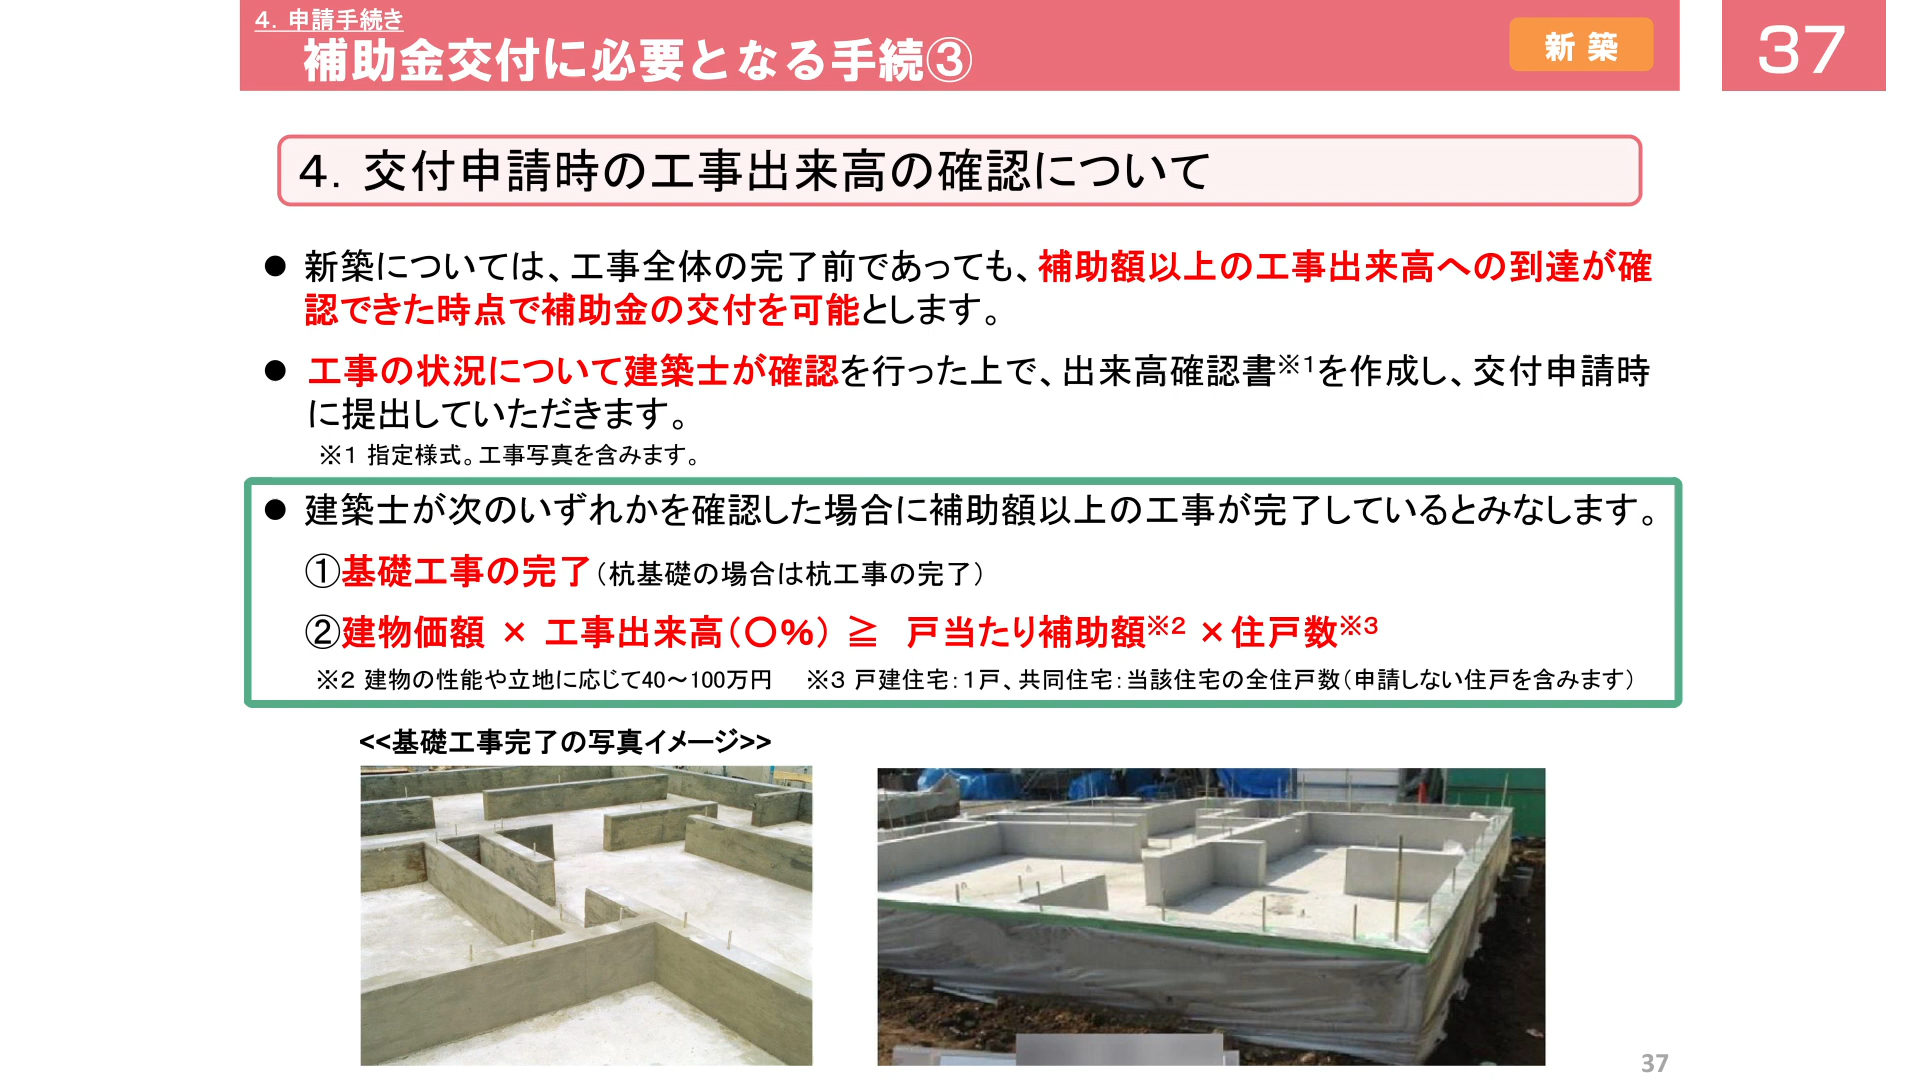 4．申請手続き
補助金交付に必要となる手続③
新 築
37
4．交付申請時の工事出来高の確認について
● 新築については、工事全体の完了前であっても、補助額以上の工事出来高への到達が確
認できた時点で補助金の交付を可能とします。
● 工事の状況について建築士が確認を行った上で、出来高確認書※1を作成し、交付申請時
に提出していただきます。
※1 指定様式。工事写真を含みます。
● 建築士が次のいずれかを確認した場合に補助額以上の工事が完了しているとみなします。
①基礎工事の完了（杭基礎の場合は杭工事の完了）
②建物価額 × 工事出来高（〇％） ≧ 戸当たり補助額※2 ×住戸数※3
※2 建物の性能や立地に応じて40～100万円 ※3 戸建住宅：1戸、共同住宅：当該住宅の全住戸数（申請しない住戸を含みます）
<<基礎工事完了の写真イメージ>>
37